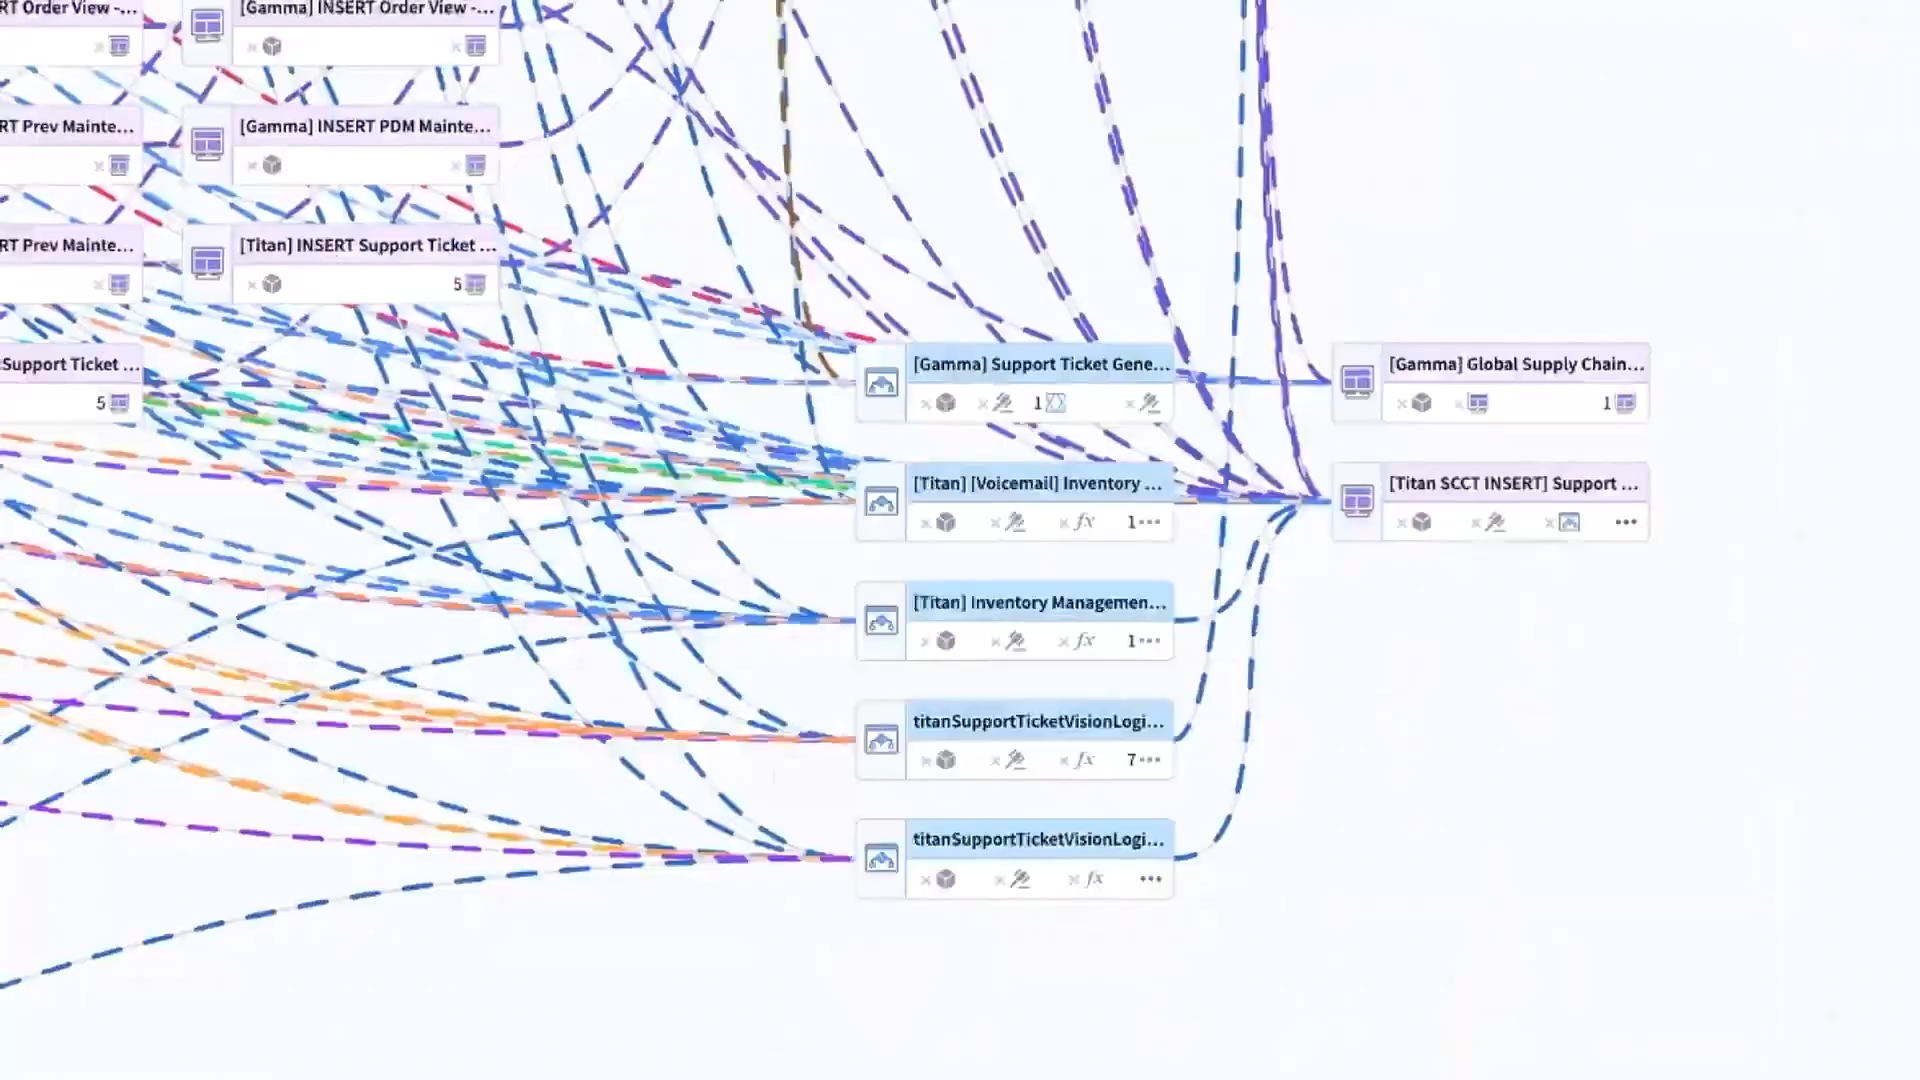 RT Order View -...
[Gamma] INSERT Order View -...
RT Prev Mainte...
[Gamma] INSERT PDM Mainte...
RT Prev Mainte...
[Titan] INSERT Support Ticket ...
5
Support Ticket ...
5
[Gamma] Support Ticket Gene...
1
[Gamma] Global Supply Chain...
1
[Titan] [Voicemail] Inventory ...
fx 1...
[Titan SCCT INSERT] Support ...
...
[Titan] Inventory Managemen...
fx 1...
titanSupportTicketVisionLogi...
fx 7...
titanSupportTicketVisionLogi...
fx ...